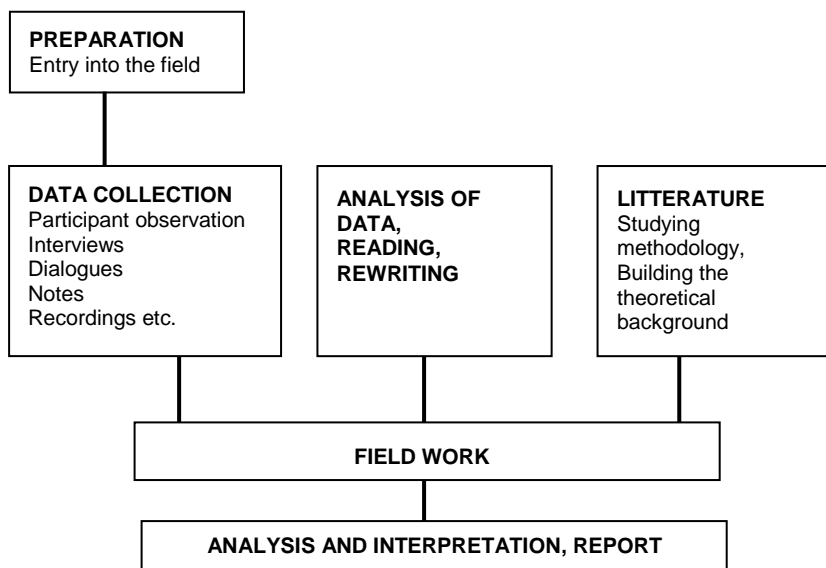 PREPARATION
Entry into the field
DATA COLLECTION
Participant observation
Interviews
Dialogues
Notes
Recordings etc.
ANALYSIS OF
DATA,
READING,
REWRITING
LITTERATURE
Studying
methodology,
Building the
theoretical
background
FIELD WORK
ANALYSIS AND INTERPRETATION, REPORT